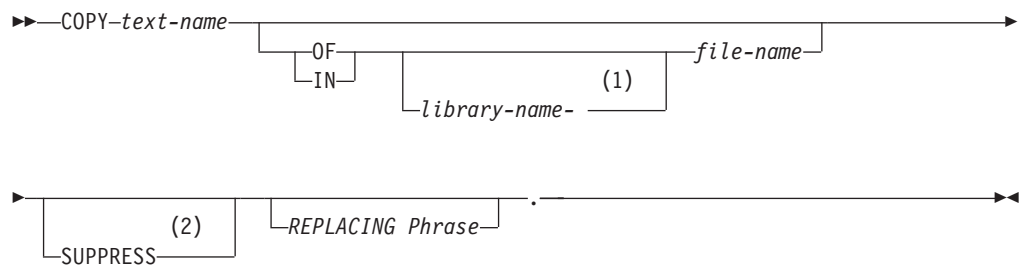 COPY text-name
OF file-name
IN (1)
library-name-
(2) REPLACING Phrase .
SUPPRESS